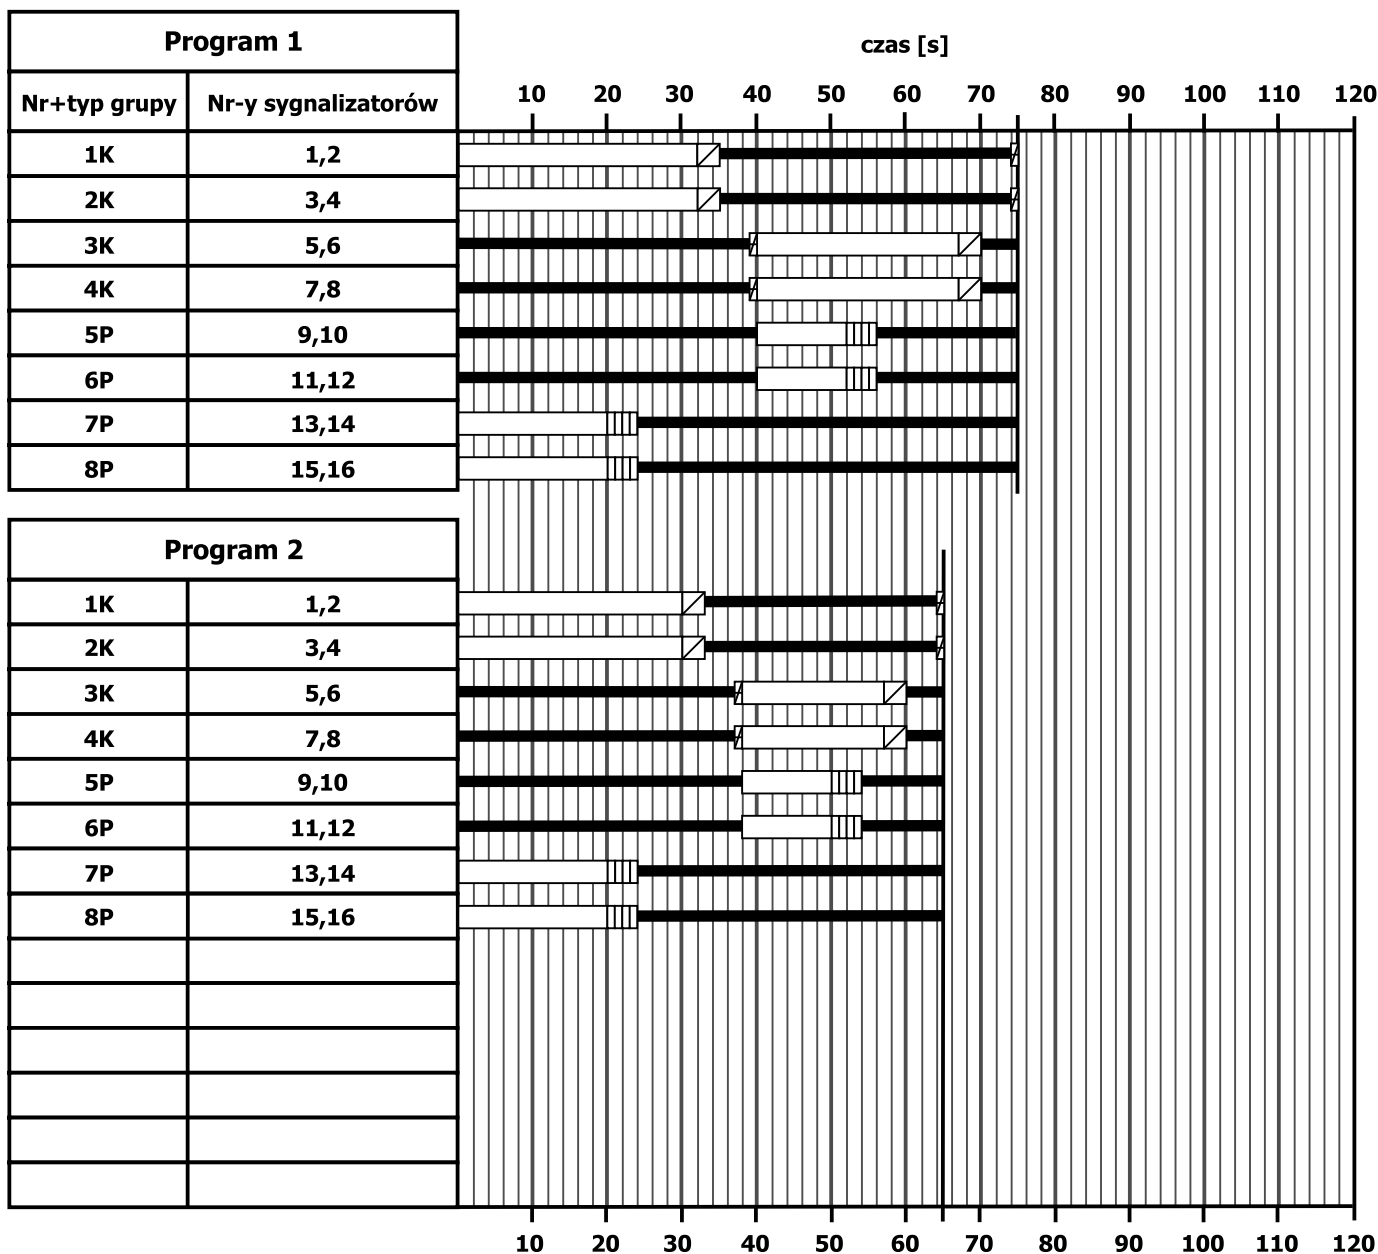 Program 1
czas [s]
Nr+typ grupy Nr-y sygnalizatorów 10 20 30 40 50 60 70 80 90 100 110 120
1K 1,2
2K 3,4
3K 5,6
4K 7,8
5P 9,10
6P 11,12
7P 13,14
8P 15,16
Program 2
1K 1,2
2K 3,4
3K 5,6
4K 7,8
5P 9,10
6P 11,12
7P 13,14
8P 15,16
10 20 30 40 50 60 70 80 90 100 110 120